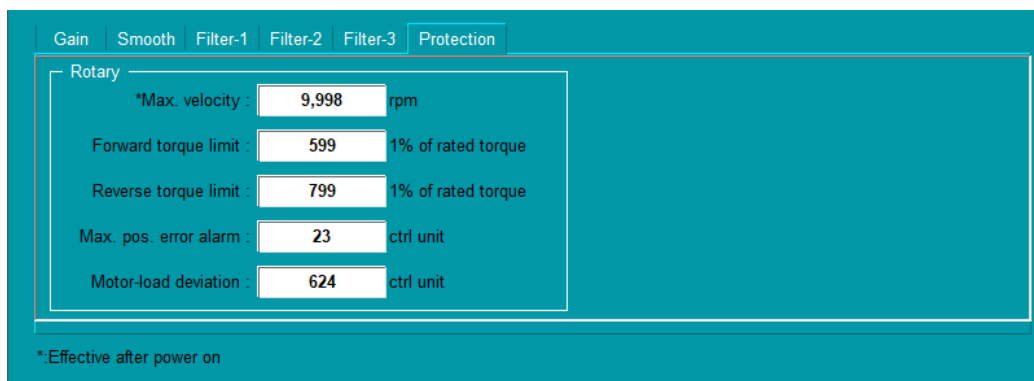 Gain Smooth Filter-1 Filter-2 Filter-3 Protection
Rotary
*Max. velocity : 9,998 rpm
Forward torque limit : 599 1% of rated torque
Reverse torque limit : 799 1% of rated torque
Max. pos. error alarm : 23 ctrl unit
Motor-load deviation : 624 ctrl unit
*:Effective after power on